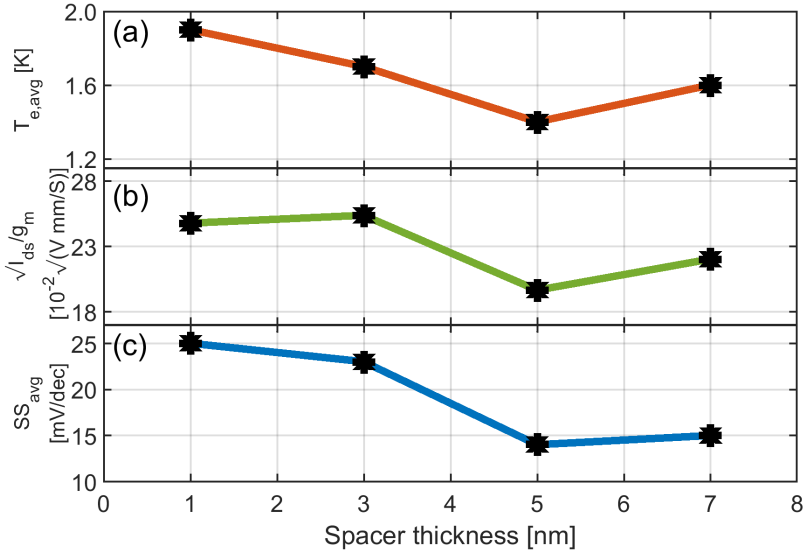 (a)
T_e,avg [K]
2.0
1.6
1.2
(b)
√I_ds/g_m
[10⁻²√(V mm/S)]
28
23
18
(c)
SS_avg
[mV/dec]
25
20
15
10
0 1 2 3 4 5 6 7 8
Spacer thickness [nm]